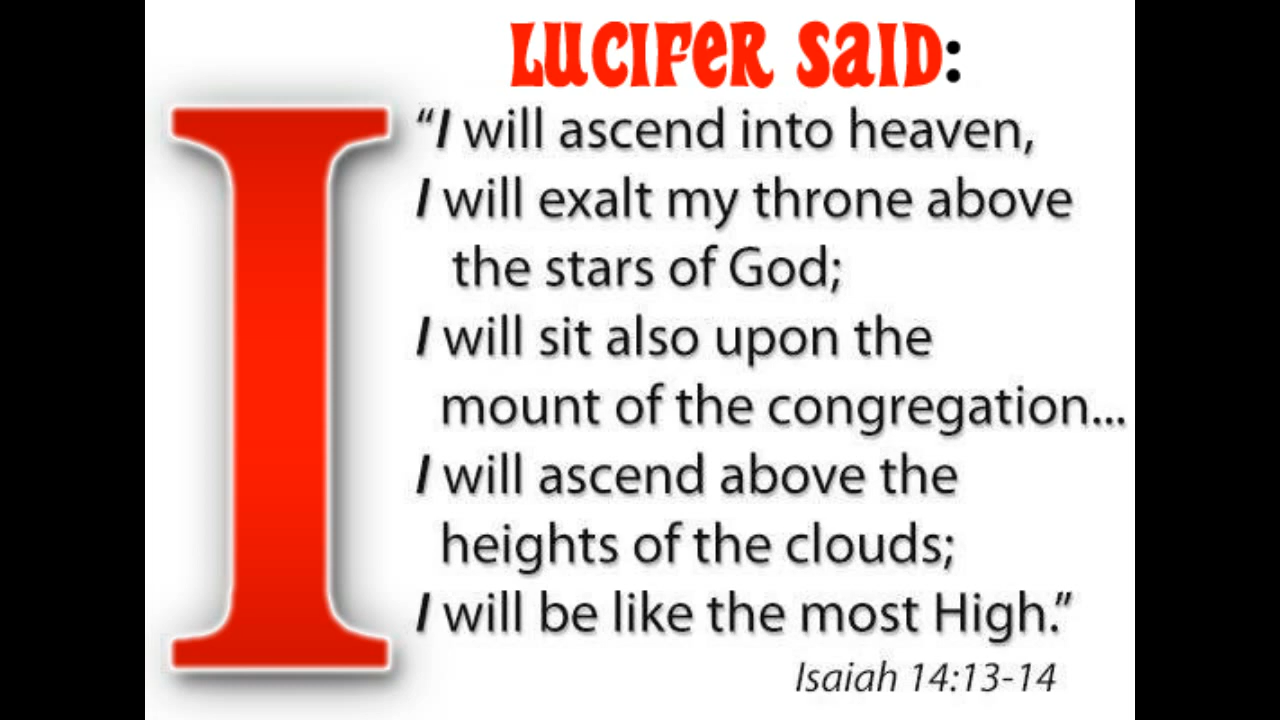 LUCIFER SAID:
I
“I will ascend into heaven,
I will exalt my throne above
the stars of God;
I will sit also upon the
mount of the congregation...
I will ascend above the
heights of the clouds;
I will be like the most High.”
Isaiah 14:13-14